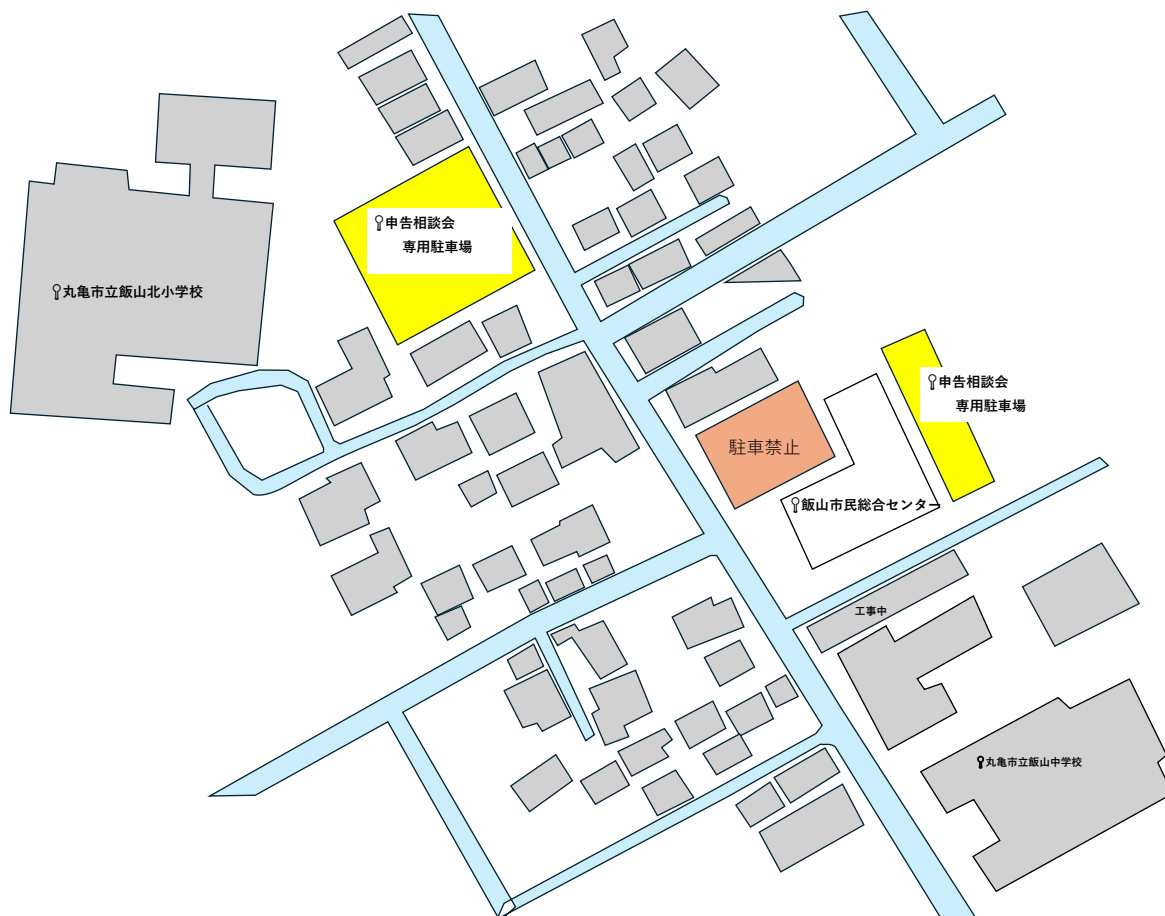 申告相談会
専用駐車場
丸亀市立飯山北小学校
申告相談会
専用駐車場
駐車禁止
飯山市民総合センター
工事中
丸亀市立飯山中学校